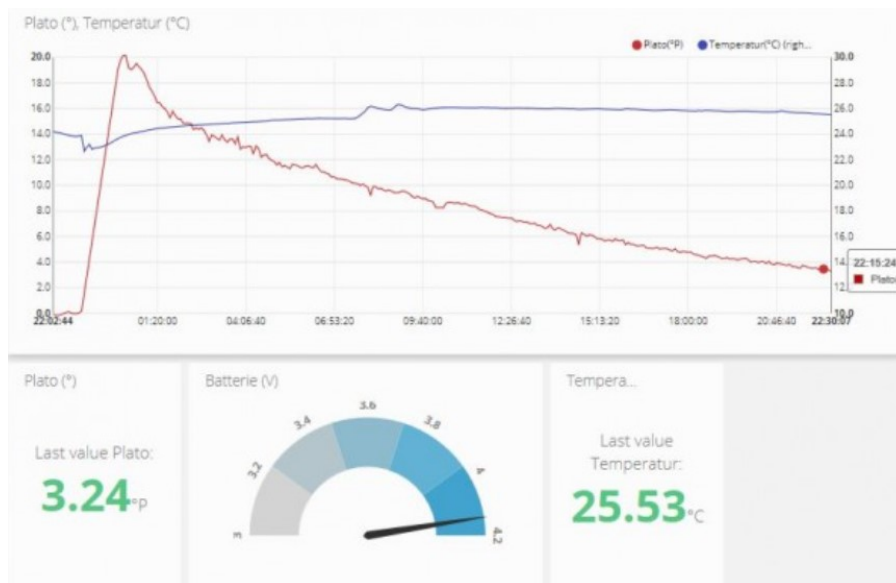 Plato (°), Temperatur (°C)
Plato(°P) Temperatur(°C) (righ...
20.0 30.0
18.0 28.0
16.0 26.0
14.0 24.0
12.0 22.0
10.0 20.0
8.0 18.0
6.0 16.0
4.0 14. 22:15:24
2.0 12. Plato
0.0 10.0
22:02:44 01:20:00 04:06:40 06:53:20 09:40:00 12:26:40 15:13:20 18:00:00 20:46:40 22:30:07
Plato (°)
Last value Plato:
3.24 °P
Batterie (V)
3
3.2
3.4
3.6
3.8
4
4.2
Tempera...
Last value
Temperatur:
25.53 °C